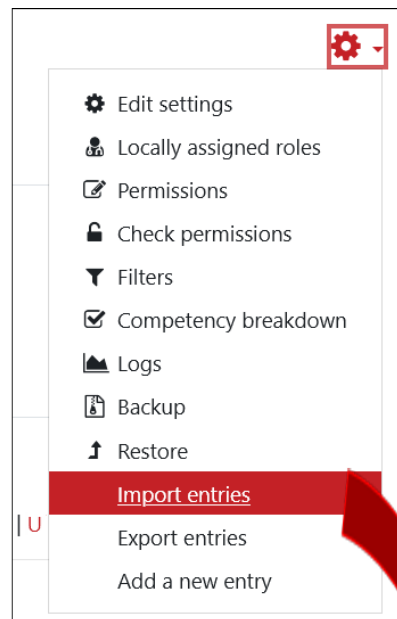 Edit settings
Locally assigned roles
Permissions
Check permissions
Filters
Competency breakdown
Logs
Backup
Restore
Import entries
| U
Export entries
Add a new entry